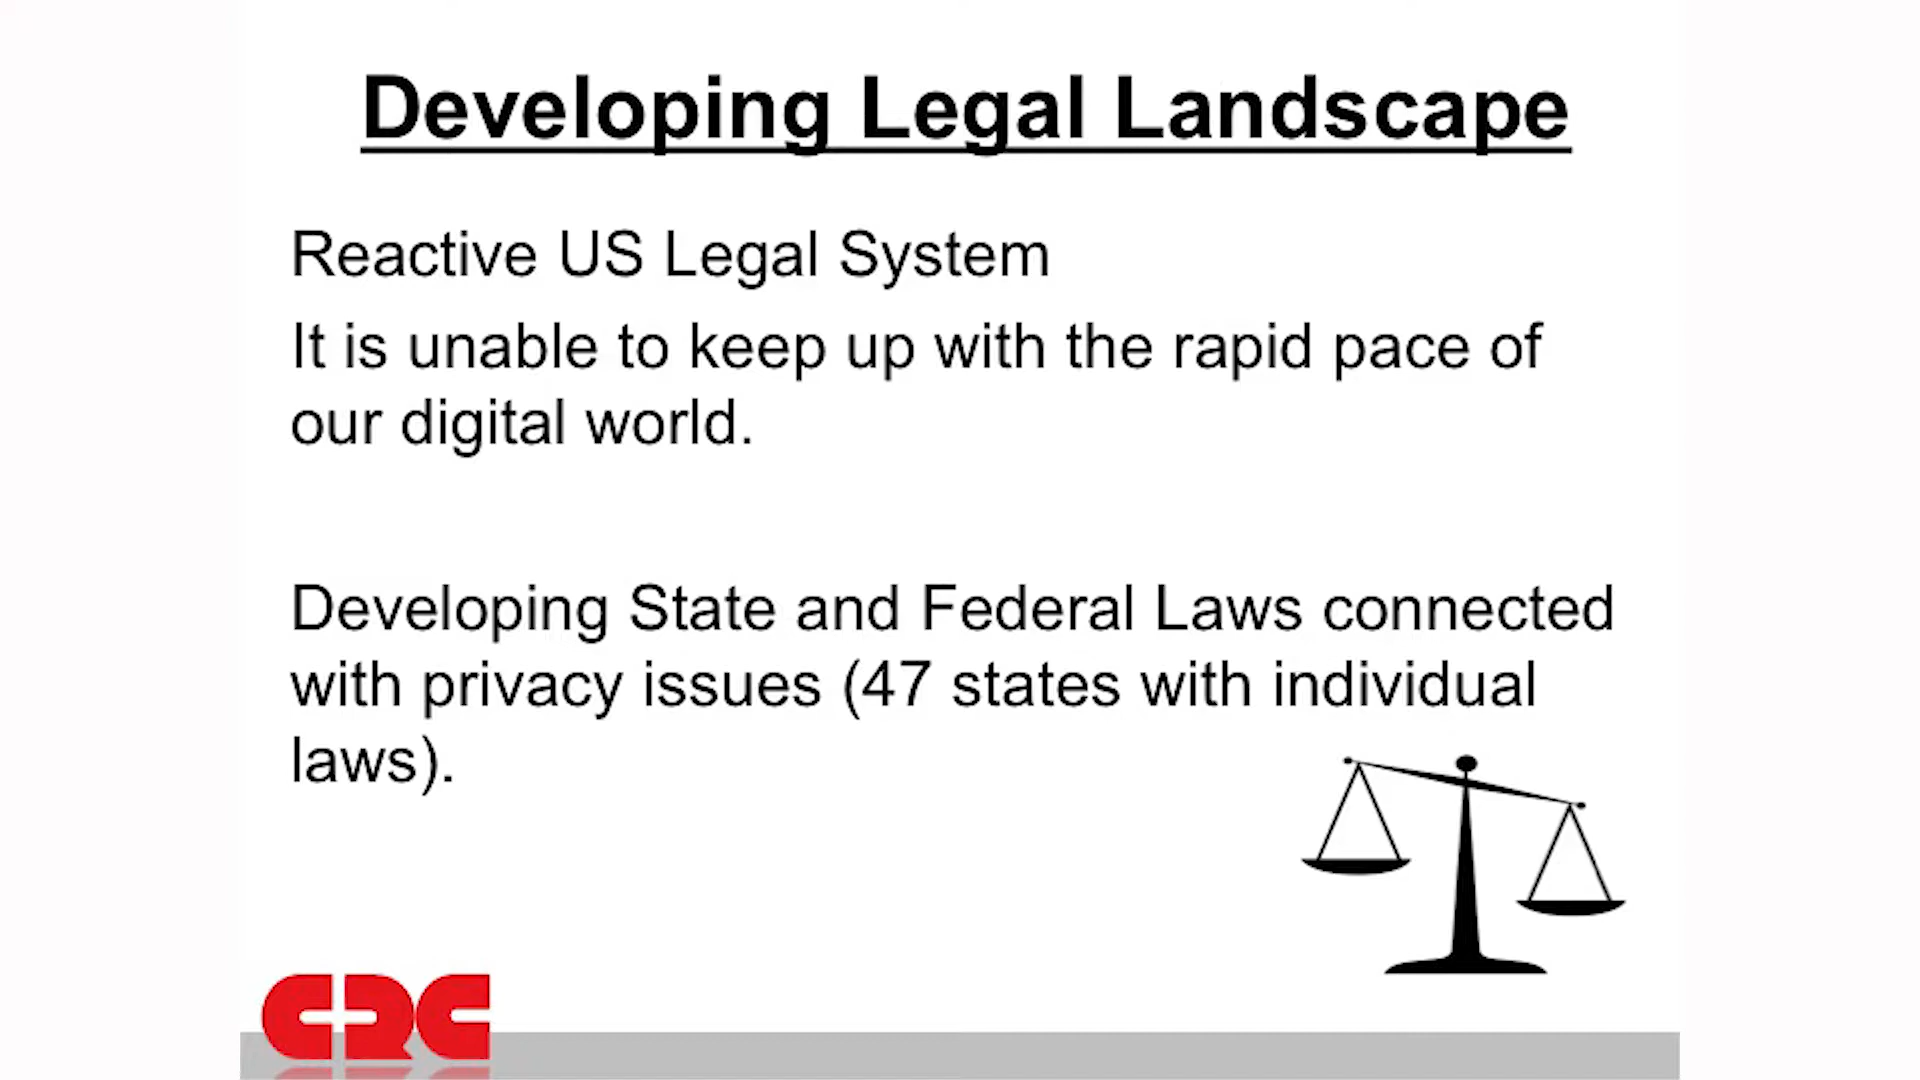 Developing Legal Landscape
Reactive US Legal System
It is unable to keep up with the rapid pace of
our digital world.
Developing State and Federal Laws connected
with privacy issues (47 states with individual
laws).
CRC